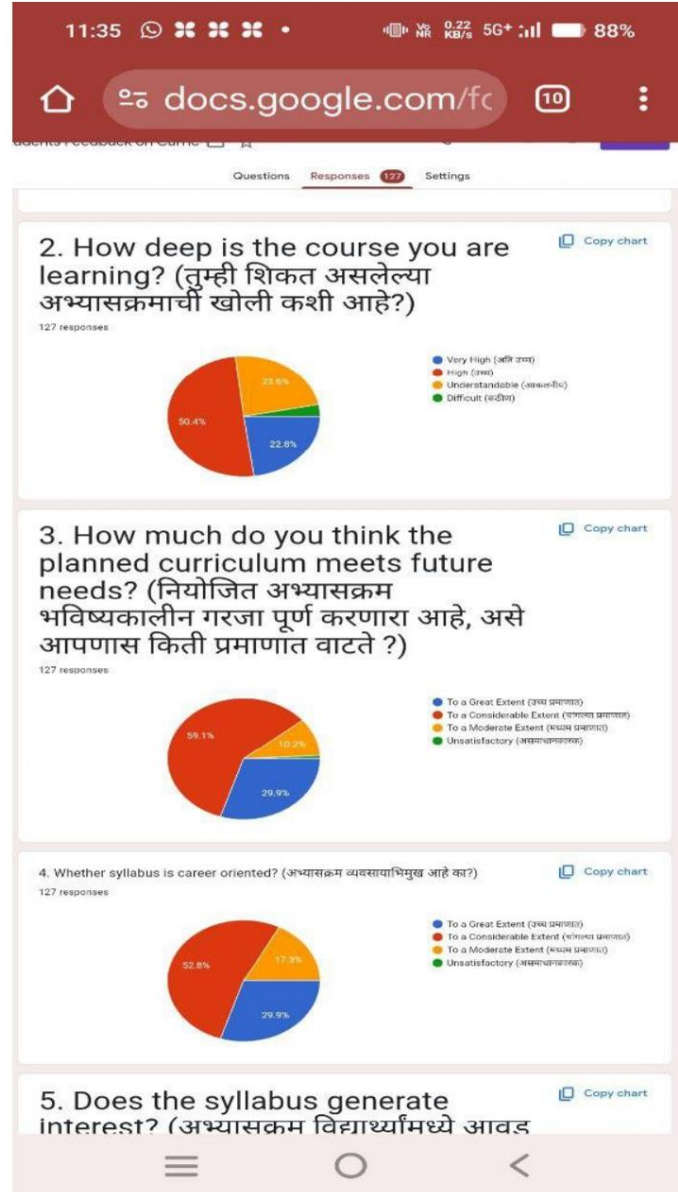 11:35
0.22 KB/s 5G+ 88%
docs.google.com/fc 10
Questions Responses 127 Settings
2. How deep is the course you are
learning? (तुम्ही शिकत असलेल्या
अभ्यासक्रमाची खोली कशी आहे?)
Copy chart
127 responses
Very High (अति उच्च)
High (उच्च)
Understandable (आकलनीय)
Difficult (कठीण)
23.6%
50.4%
22.8%
3. How much do you think the
planned curriculum meets future
needs? (नियोजित अभ्यासक्रम
भविष्यकालीन गरजा पूर्ण करणारा आहे, असे
आपणास किती प्रमाणात वाटते ?)
Copy chart
127 responses
To a Great Extent (उच्च प्रमाणात)
To a Considerable Extent (चांगल्या प्रमाणात)
To a Moderate Extent (मध्यम प्रमाणात)
Unsatisfactory (असमाधानकारक)
59.1%
10.2%
29.9%
4. Whether syllabus is career oriented? (अभ्यासक्रम व्यवसायाभिमुख आहे का?)
Copy chart
127 responses
To a Great Extent (उच्च प्रमाणात)
To a Considerable Extent (चांगल्या प्रमाणात)
To a Moderate Extent (मध्यम प्रमाणात)
Unsatisfactory (असमाधानकारक)
52.8%
17.3%
29.9%
5. Does the syllabus generate
interest? (अभ्यासक्रम विद्यार्थ्यांमध्ये आवड
Copy chart